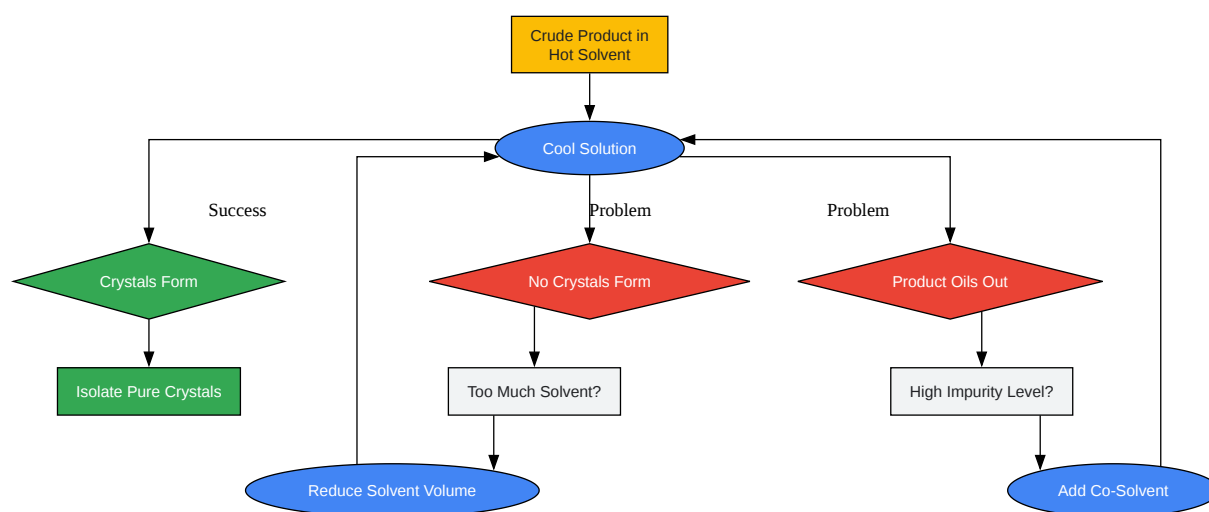 Crude Product in
Hot Solvent
Cool Solution
Success
Problem
Problem
Crystals Form
No Crystals Form
Product Oils Out
Isolate Pure Crystals
Too Much Solvent?
High Impurity Level?
Reduce Solvent Volume
Add Co-Solvent